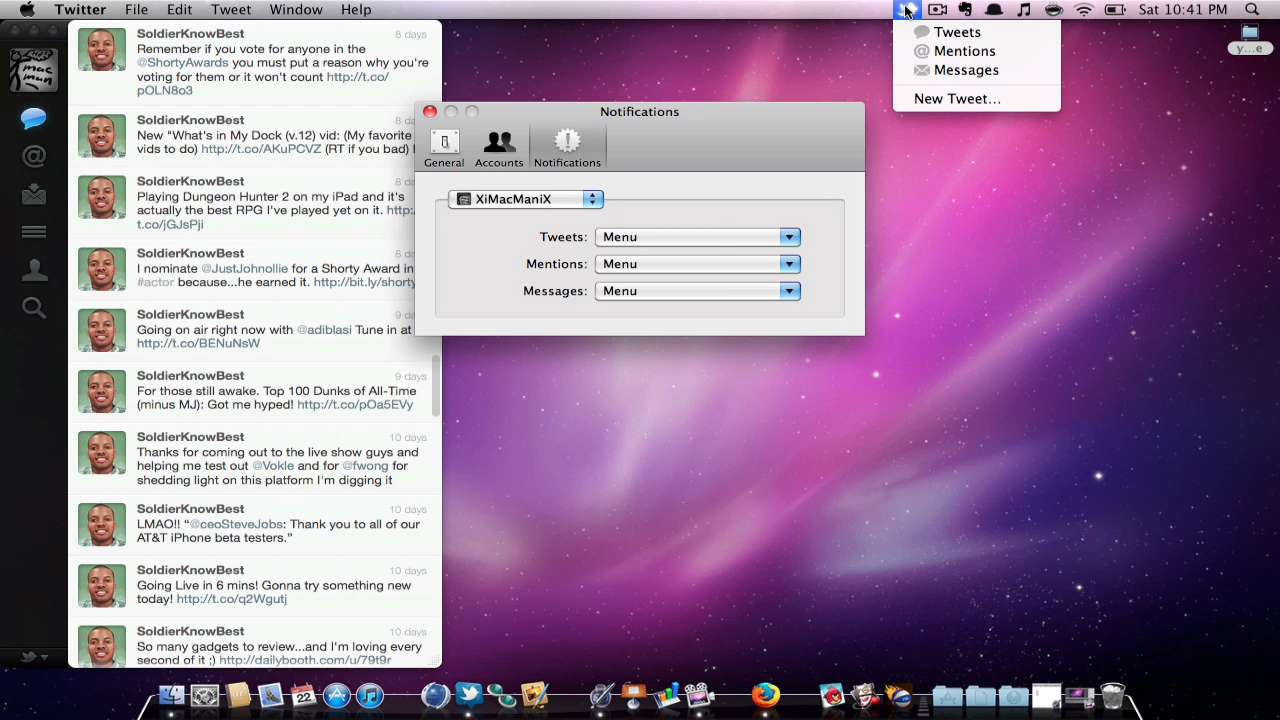 Twitter File Edit View Tweet Window Help
Sat 10:41 PM
Tweets
Mentions
Messages
New Tweet…
y...e
SoldierKnowBest 8 days
Remember if you vote for anyone in the
@ShortyAwards you must put a reason why you're
voting for them or it won't count http://t.co/
pOLN8o3
SoldierKnowBest 8 d
New "What's in My Dock (v.12) vid: (My favorite
vids to do) http://t.co/AKuPCVZ (RT if you bad)
SoldierKnowBest 8 d
Playing Dungeon Hunter 2 on my iPad and it's
actually the best RPG I've played yet on it. http:
t.co/jGJsPji
SoldierKnowBest 8 d
I nominate @JustJohnollie for a Shorty Award in
#actor because...he earned it. http://bit.ly/shorty
SoldierKnowBest 9 d
Going on air right now with @adiblasi Tune in at
http://t.co/BENuNsW
SoldierKnowBest 9 days
For those still awake. Top 100 Dunks of All-Time
(minus MJ): Got me hyped! http://t.co/pOa5EVy
SoldierKnowBest 10 days
Thanks for coming out to the live show guys and
helping me test out @Vokle and for @fwong for
shedding light on this platform I'm digging it
SoldierKnowBest 10 days
LMAO!! “@ceoSteveJobs: Thank you to all of our
AT&T iPhone beta testers.”
SoldierKnowBest 10 days
Going Live in 6 mins! Gonna try something new
today! http://t.co/q2Wgutj
SoldierKnowBest 10 days
So many gadgets to review...and I'm loving every
second of it ;) http://dailybooth.com/u/79t9r
Notifications
General Accounts Notifications
XiMacManiX
Tweets: Menu
Mentions: Menu
Messages: Menu
22